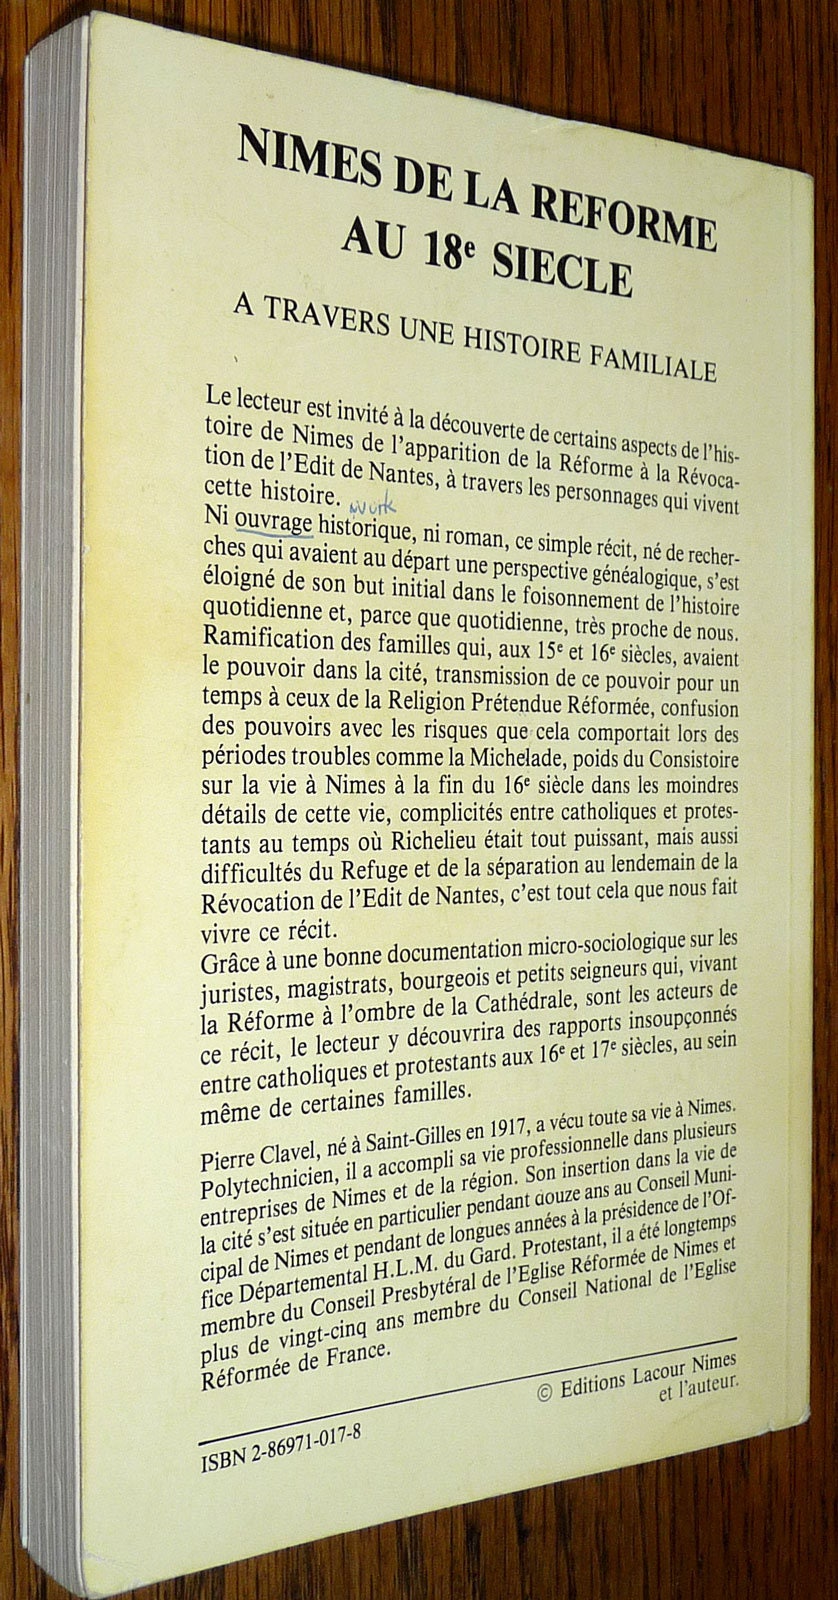 NIMES DE LA REFORME
AU 18e SIECLE
A TRAVERS UNE HISTOIRE FAMILIALE
Le lecteur est invité à la découverte de certains aspects de l'his-
toire de Nimes de l'apparition de la Réforme à la Révoca-
tion de l'Edit de Nantes, à travers les personnages qui vivent
cette histoire.
work
Ni ouvrage historique, ni roman, ce simple récit, né de recher-
ches qui avaient au départ une perspective généalogique, s'est
éloigné de son but initial dans le foisonnement de l'histoire
quotidienne et, parce que quotidienne, très proche de nous.
Ramification des familles qui, aux 15e et 16e siècles, avaient
le pouvoir dans la cité, transmission de ce pouvoir pour un
temps à ceux de la Religion Prétendue Réformée, confusion
des pouvoirs avec les risques que cela comportait lors des
périodes troubles comme la Michelade, poids du Consistoire
sur la vie à Nimes à la fin du 16e siècle dans les moindres
détails de cette vie, complicités entre catholiques et protes-
tants au temps où Richelieu était tout puissant, mais aussi
difficultés du Refuge et de la séparation au lendemain de la
Révocation de l'Edit de Nantes, c'est tout cela que nous fait
vivre ce récit.
Grâce à une bonne documentation micro-sociologique sur les
juristes, magistrats, bourgeois et petits seigneurs qui, vivant
la Réforme à l'ombre de la Cathédrale, sont les acteurs de
ce récit, le lecteur y découvrira des rapports insoupçonnés
entre catholiques et protestants aux 16e et 17e siècles, au sein
même de certaines familles.
Pierre Clavel, né à Saint-Gilles en 1917, a vécu toute sa vie à Nimes.
Polytechnicien, il a accompli sa vie professionnelle dans plusieurs
entreprises de Nimes et de la région. Son insertion dans la vie de
la cité s'est située en particulier pendant douze ans au Conseil Muni-
cipal de Nimes et pendant de longues années à la présidence de l'Of-
fice Départemental H.L.M. du Gard. Protestant, il a été longtemps
membre du Conseil Presbytéral de l'Eglise Réformée de Nimes et
plus de vingt-cinq ans membre du Conseil National de l'Eglise
Réformée de France.
© Editions Lacour Nimes
et l'auteur.
ISBN 2-86971-017-8